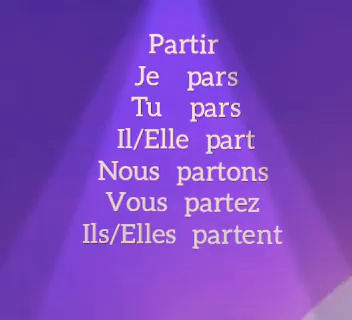 Partir
Je pars
Tu pars
Il/Elle part
Nous partons
Vous partez
Ils/Elles partent